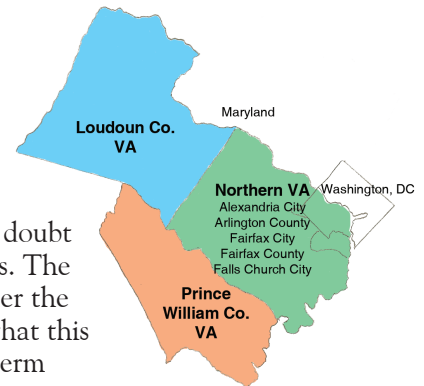 Maryland
Loudoun Co.
VA
Northern VA
Washington, DC
Alexandria City
Arlington County
Fairfax City
Fairfax County
Falls Church City
Prince
William Co.
VA
doubt
s. The
er the
hat this
erm